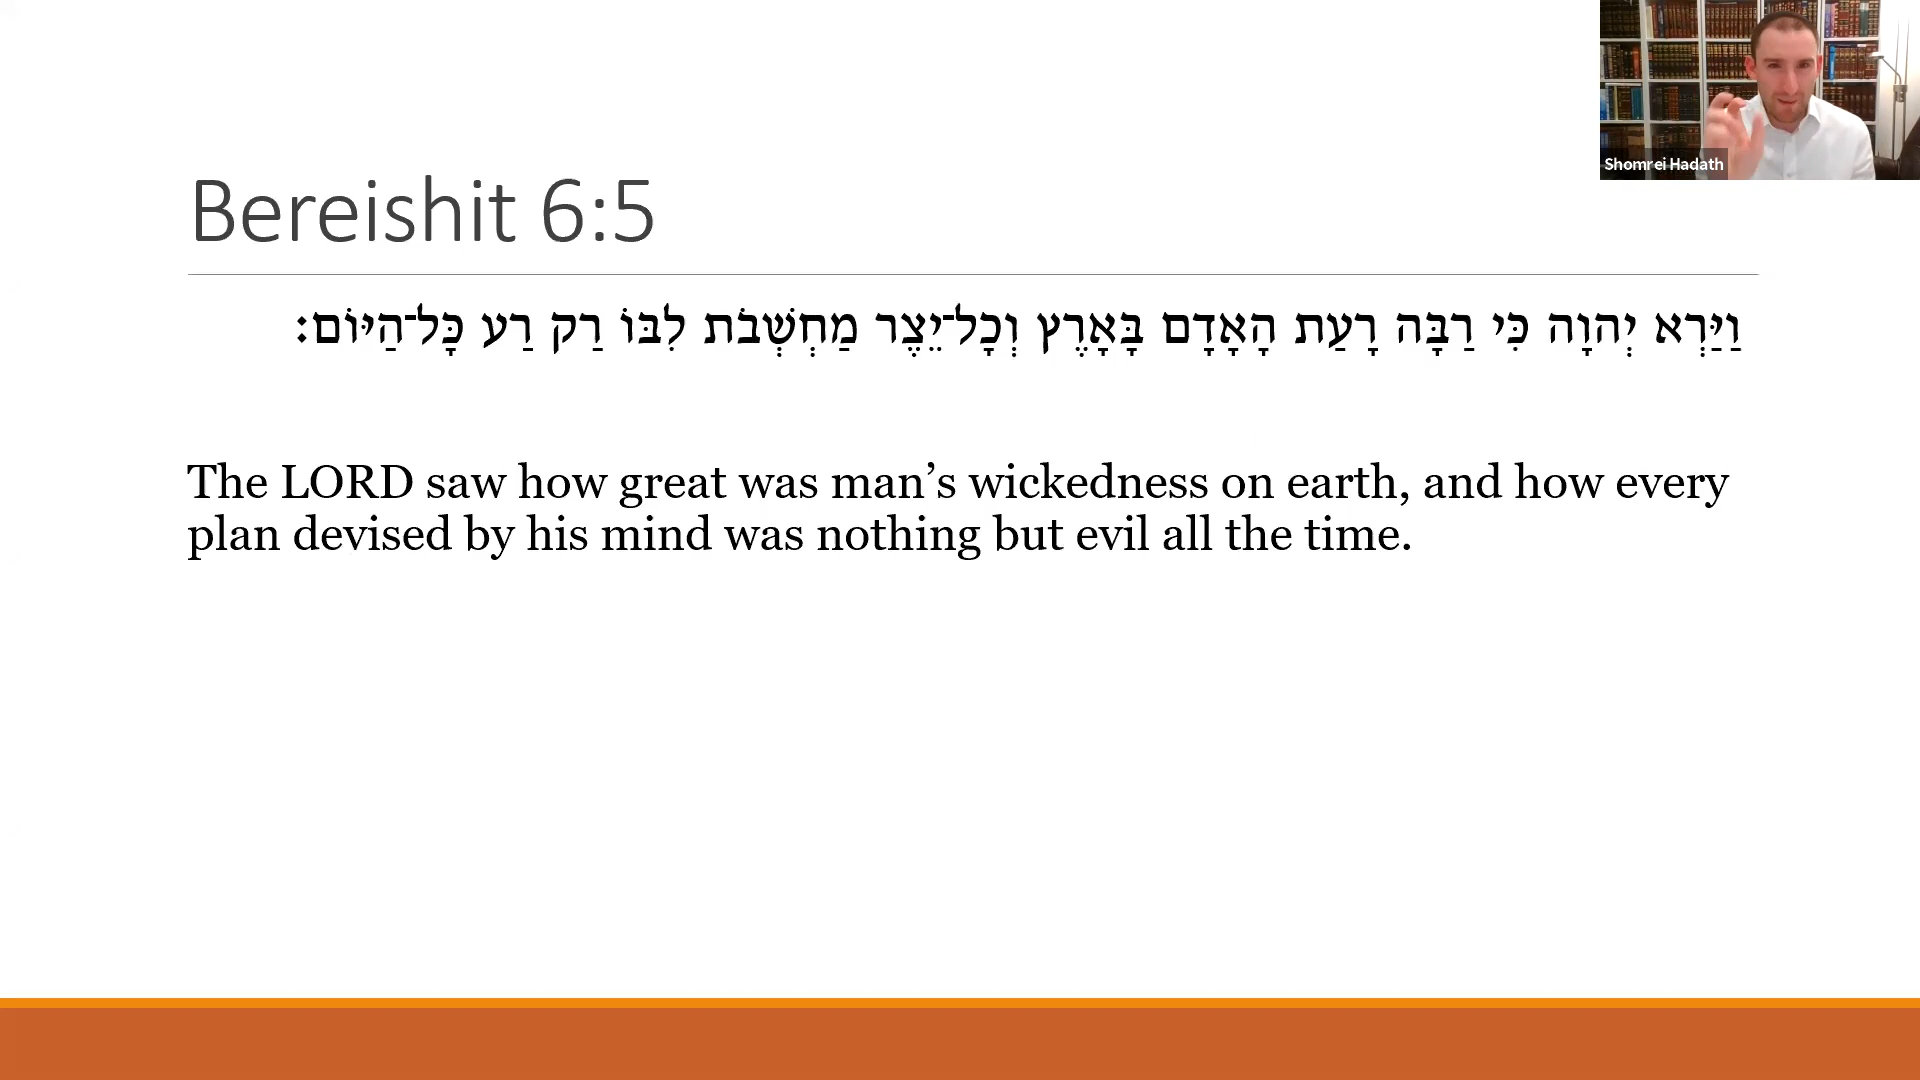 Shomrei Hadath
Bereishit 6:5
וַיַּרְא יְהוָה כִּי רַבָּה רָעַת הָאָדָם בָּאָרֶץ וְכָל־יֵצֶר מַחְשְׁבֹת לִבּוֹ רַק רַע כָּל־הַיּוֹם׃
The LORD saw how great was man’s wickedness on earth, and how every
plan devised by his mind was nothing but evil all the time.